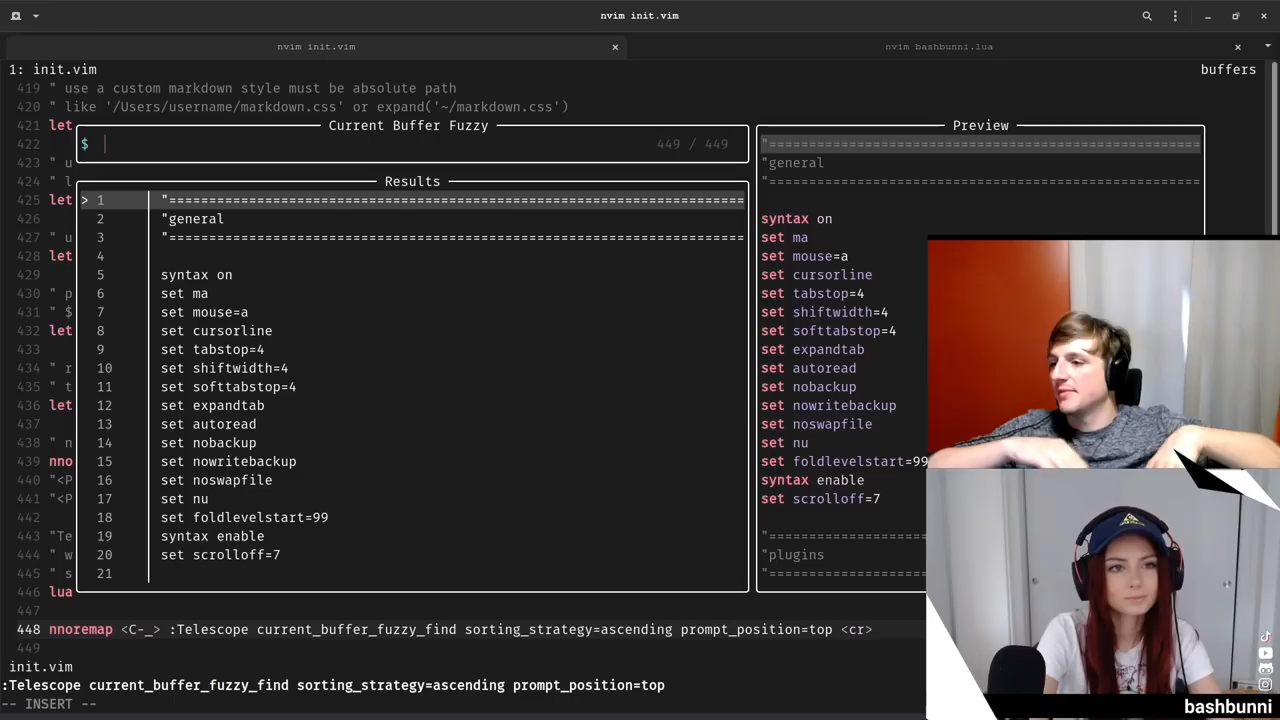 nvim init.vim
nvim init.vim
nvim bashbunni.lua
1: init.vim
buffers
419 " use a custom markdown style must be absolute path
420 " like '/Users/username/markdown.css' or expand('~/markdown.css')
421 let
422
423 " u
424 " l
425 let
426
427 " u
428 let
429
430 " p
431 " $
432 let
433
434 " r
435 " t
436 let
437
438 " n
439 nno
440 "<P
441 "<P
442
443 "Te
444 " w
445 " s
446 lua
447
448 nnoremap <C-_> :Telescope current_buffer_fuzzy_find sorting_strategy=ascending prompt_position=top <cr>
449
Current Buffer Fuzzy
$ 449 / 449
Results
> 1 "========================================================================
2 "general
3 "========================================================================
4
5 syntax on
6 set ma
7 set mouse=a
8 set cursorline
9 set tabstop=4
10 set shiftwidth=4
11 set softtabstop=4
12 set expandtab
13 set autoread
14 set nobackup
15 set nowritebackup
16 set noswapfile
17 set nu
18 set foldlevelstart=99
19 syntax enable
20 set scrolloff=7
21
Preview
"======================================================
"general
"======================================================
syntax on
set ma
set mouse=a
set cursorline
set tabstop=4
set shiftwidth=4
set softtabstop=4
set expandtab
set autoread
set nobackup
set nowritebackup
set noswapfile
set nu
set foldlevelstart=99
syntax enable
set scrolloff=7
"====================
"plugins
"====================
init.vim
:Telescope current_buffer_fuzzy_find sorting_strategy=ascending prompt_position=top
-- INSERT --
bashbunni